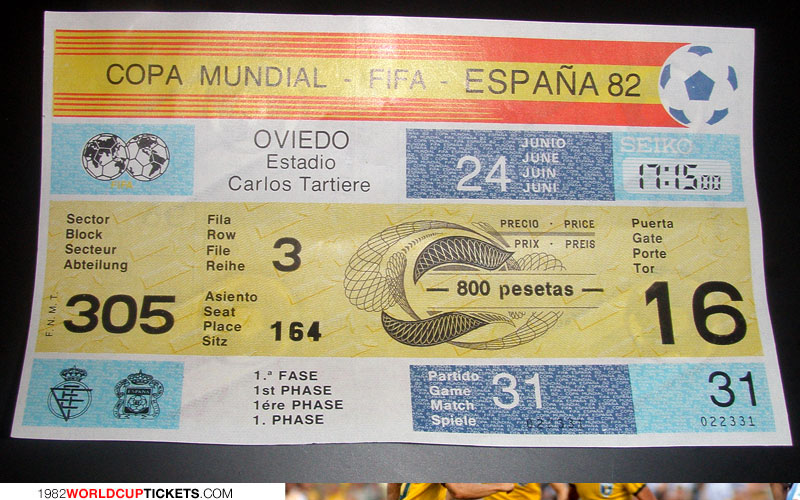 COPA MUNDIAL - FIFA - ESPAÑA 82
FIFA
OVIEDO
Estadio
Carlos Tartiere
24
JUNIO
JUNE
JUIN
JUNI
SEIKO
17:15 00
Sector
Block
Secteur
Abteilung
305
F.N.M.T.
Fila
Row
File
Reihe
3
Asiento
Seat
Place
Sitz
164
PRECIO · PRICE
PRIX · PREIS
— 800 pesetas —
Puerta
Gate
Porte
Tor
16
ESPAÑA
1.ª FASE
1st PHASE
1ére PHASE
1. PHASE
Partido
Game
Match
Spiele
31
022331
31
022331
1982WORLDCUPTICKETS.COM